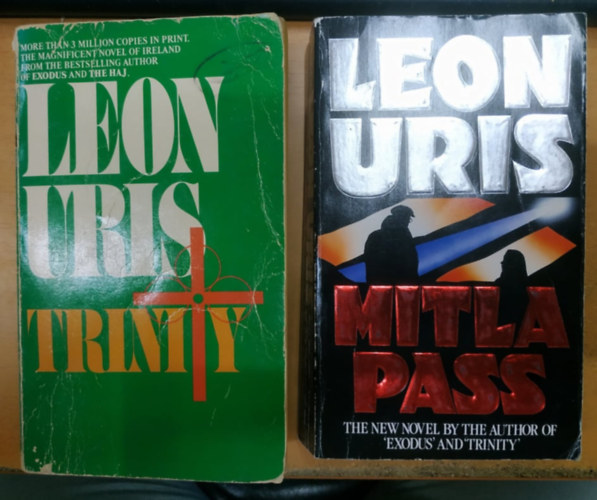 MORE THAN 3 MILLION COPIES IN PRINT.
THE MAGNIFICENT NOVEL OF IRELAND
FROM THE BESTSELLING AUTHOR
OF EXODUS AND THE HAJ.
LEON
URIS
TRINITY
LEON
URIS
MITLA
PASS
THE NEW NOVEL BY THE AUTHOR OF
'EXODUS' AND 'TRINITY'